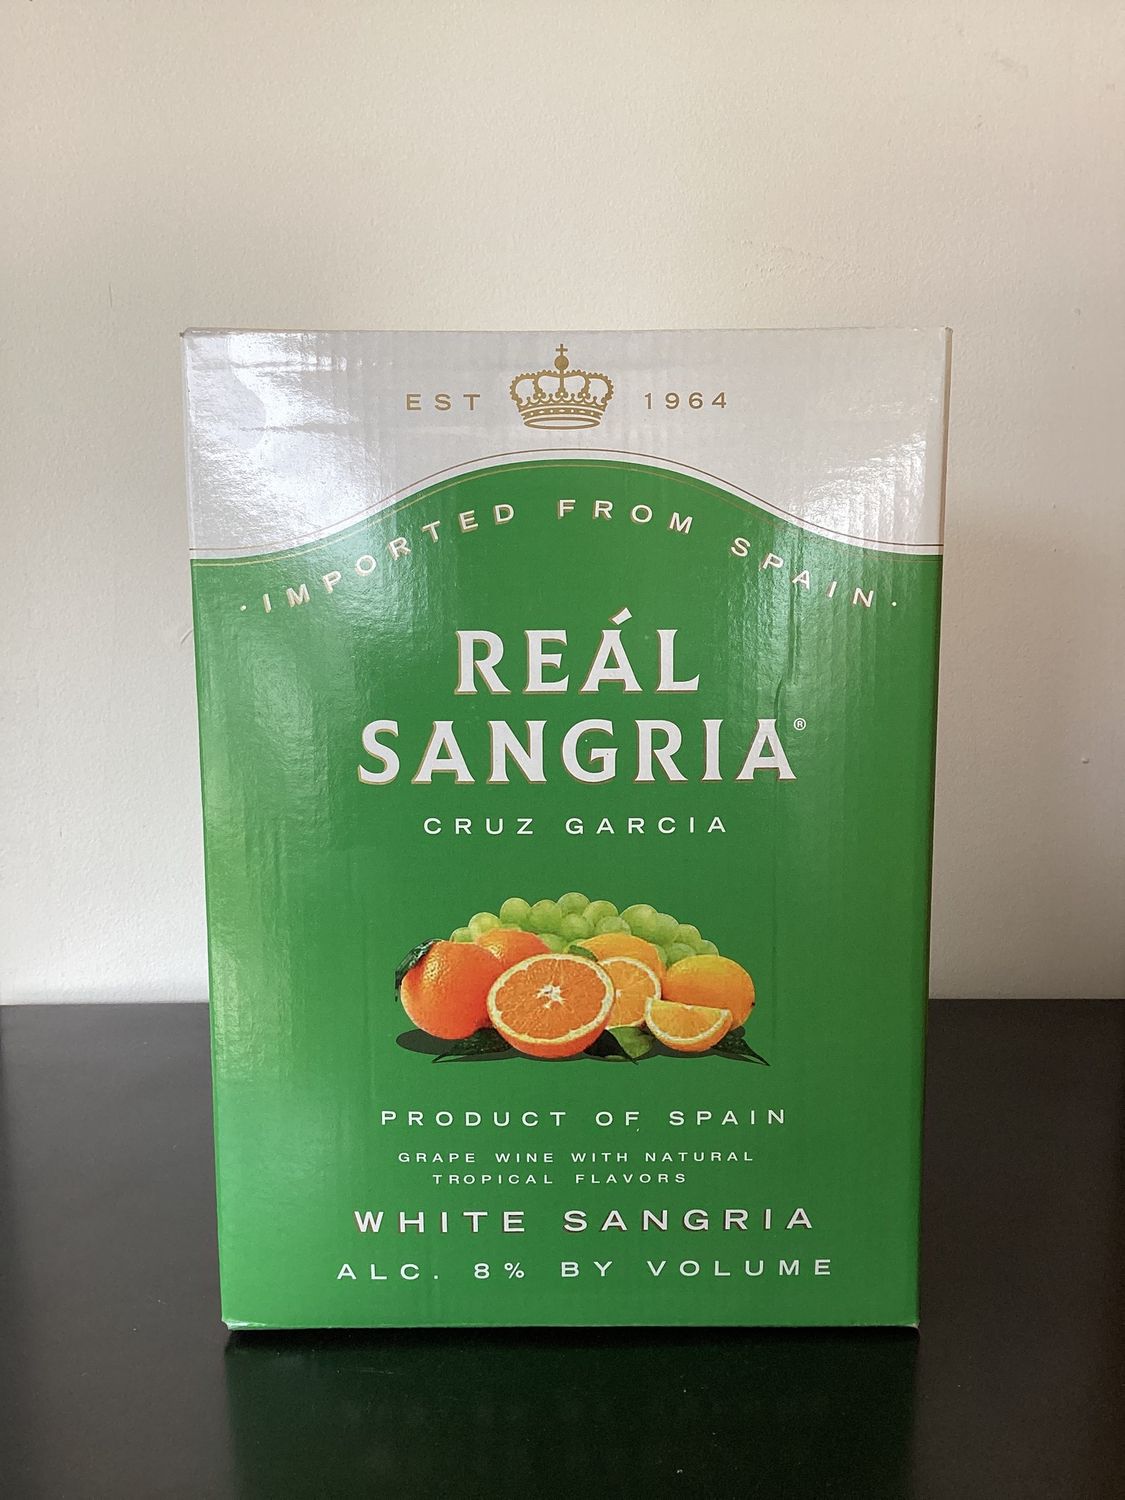 EST 1964
·IMPORTED FROM SPAIN·
REÁL
SANGRIA®
CRUZ GARCIA
PRODUCT OF SPAIN
GRAPE WINE WITH NATURAL
TROPICAL FLAVORS
WHITE SANGRIA
ALC. 8% BY VOLUME